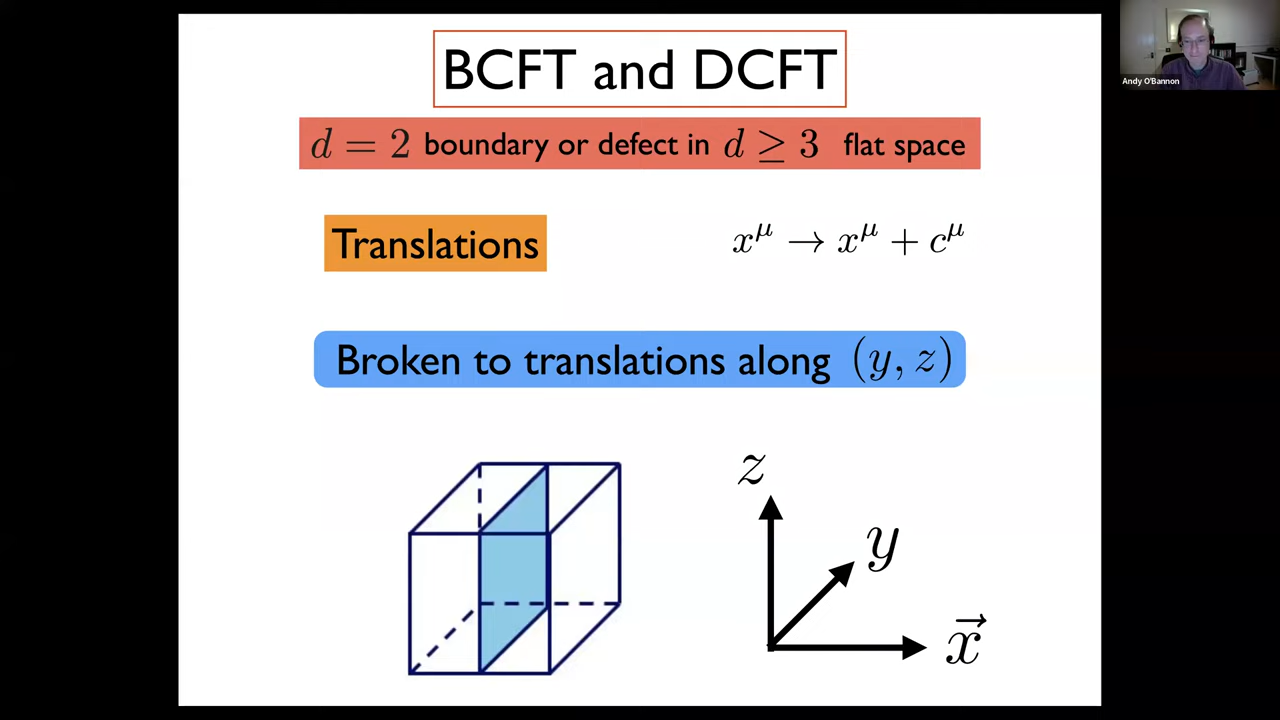 BCFT and DCFT
d = 2 boundary or defect in d ≥ 3 flat space
Translations
x^μ → x^μ + c^μ
Broken to translations along (y, z)
z
y
x⃗
Andy O'Bannon